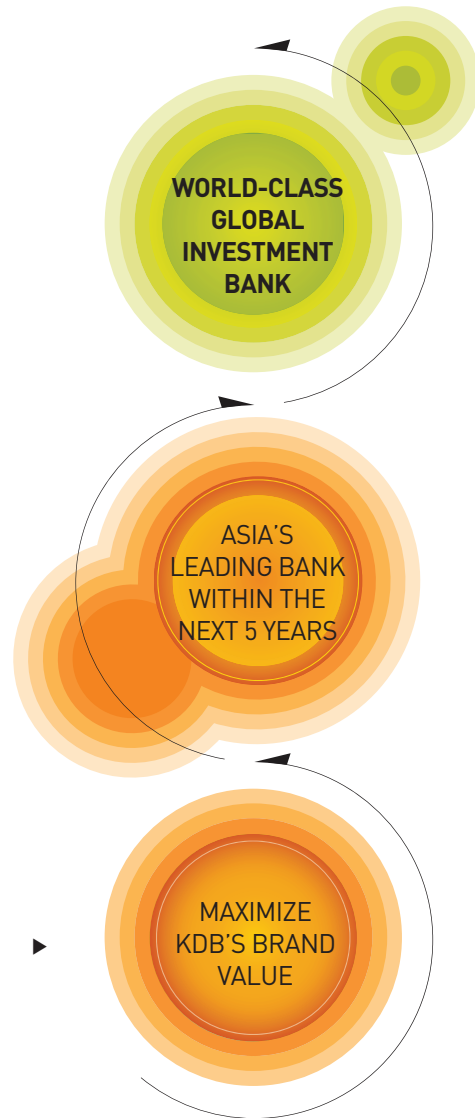 WORLD-CLASS
GLOBAL
INVESTMENT
BANK
ASIA'S
LEADING BANK
WITHIN THE
NEXT 5 YEARS
MAXIMIZE
KDB'S BRAND
VALUE